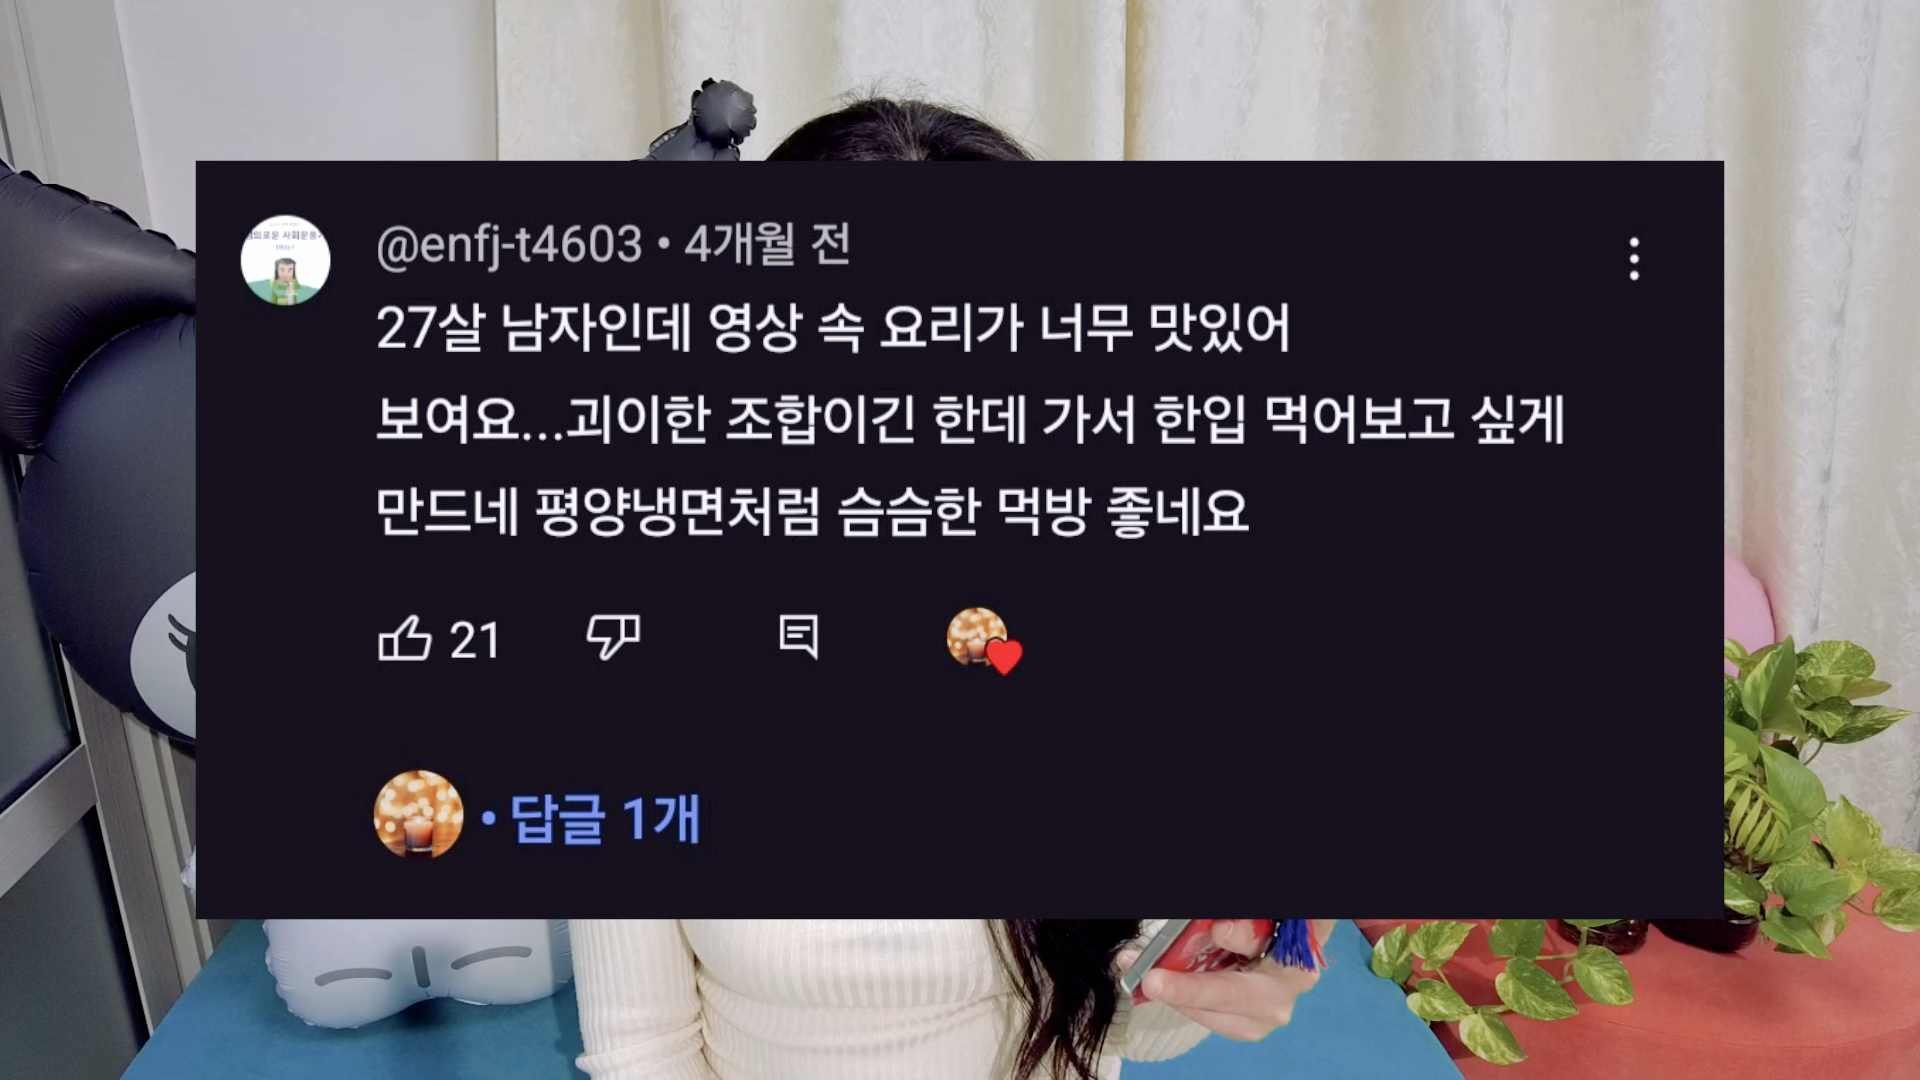 @enfj-t4603 • 4개월 전
27살 남자인데 영상 속 요리가 너무 맛있어
보여요...괴이한 조합이긴 한데 가서 한입 먹어보고 싶게
만드네 평양냉면처럼 슴슴한 먹방 좋네요
21
• 답글 1개